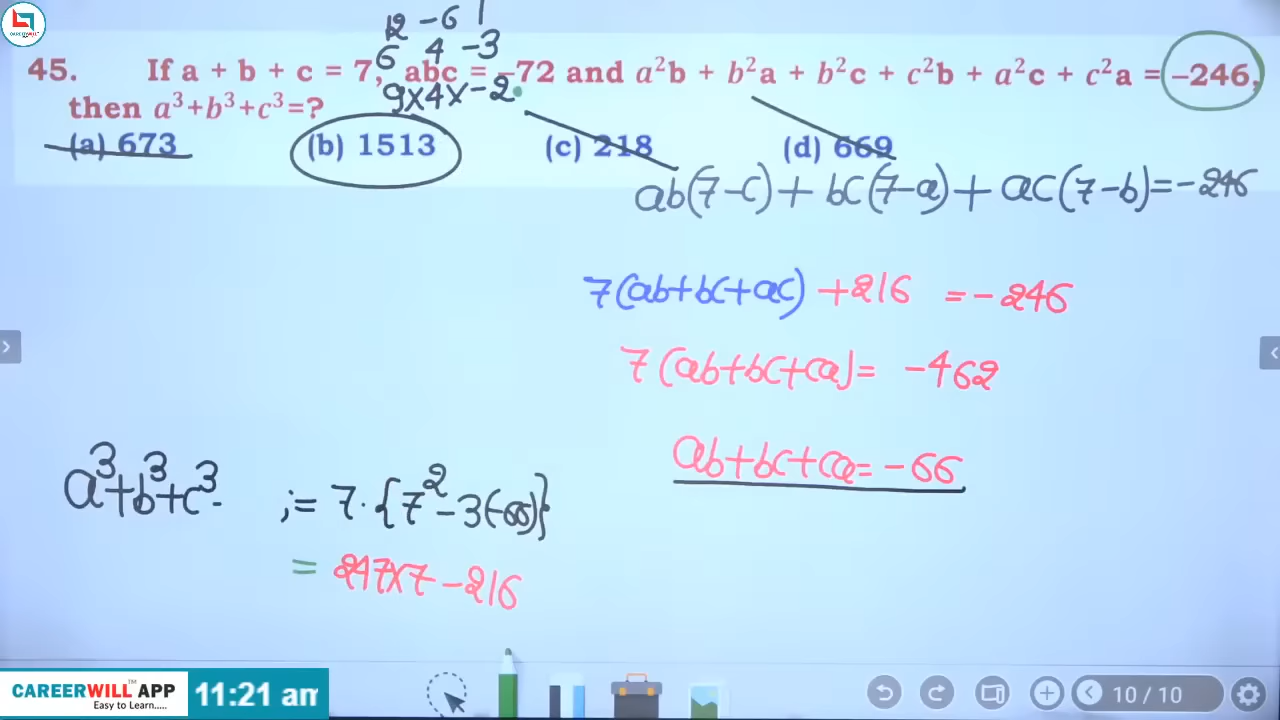 12 -6 1
6 4 -3
45. If a + b + c = 7, abc = -72 and a²b + b²a + b²c + c²b + a²c + c²a = -246,
9x4x-2
then a³+b³+c³=?
(a) 673 (b) 1513 (c) 218 (d) 669
ab(7-c)+ bc(7-a)+ ac(7-b)=-246
7(ab+bc+ac) +216 =-246
7(ab+bc+ca)= -462
ab+bc+ca=-66
a³+b³+c³- ;= 7·{7²-3(-66)}
= 247x7-216
CAREERWILL APP
Easy to Learn.....
11:21 am
10 / 10